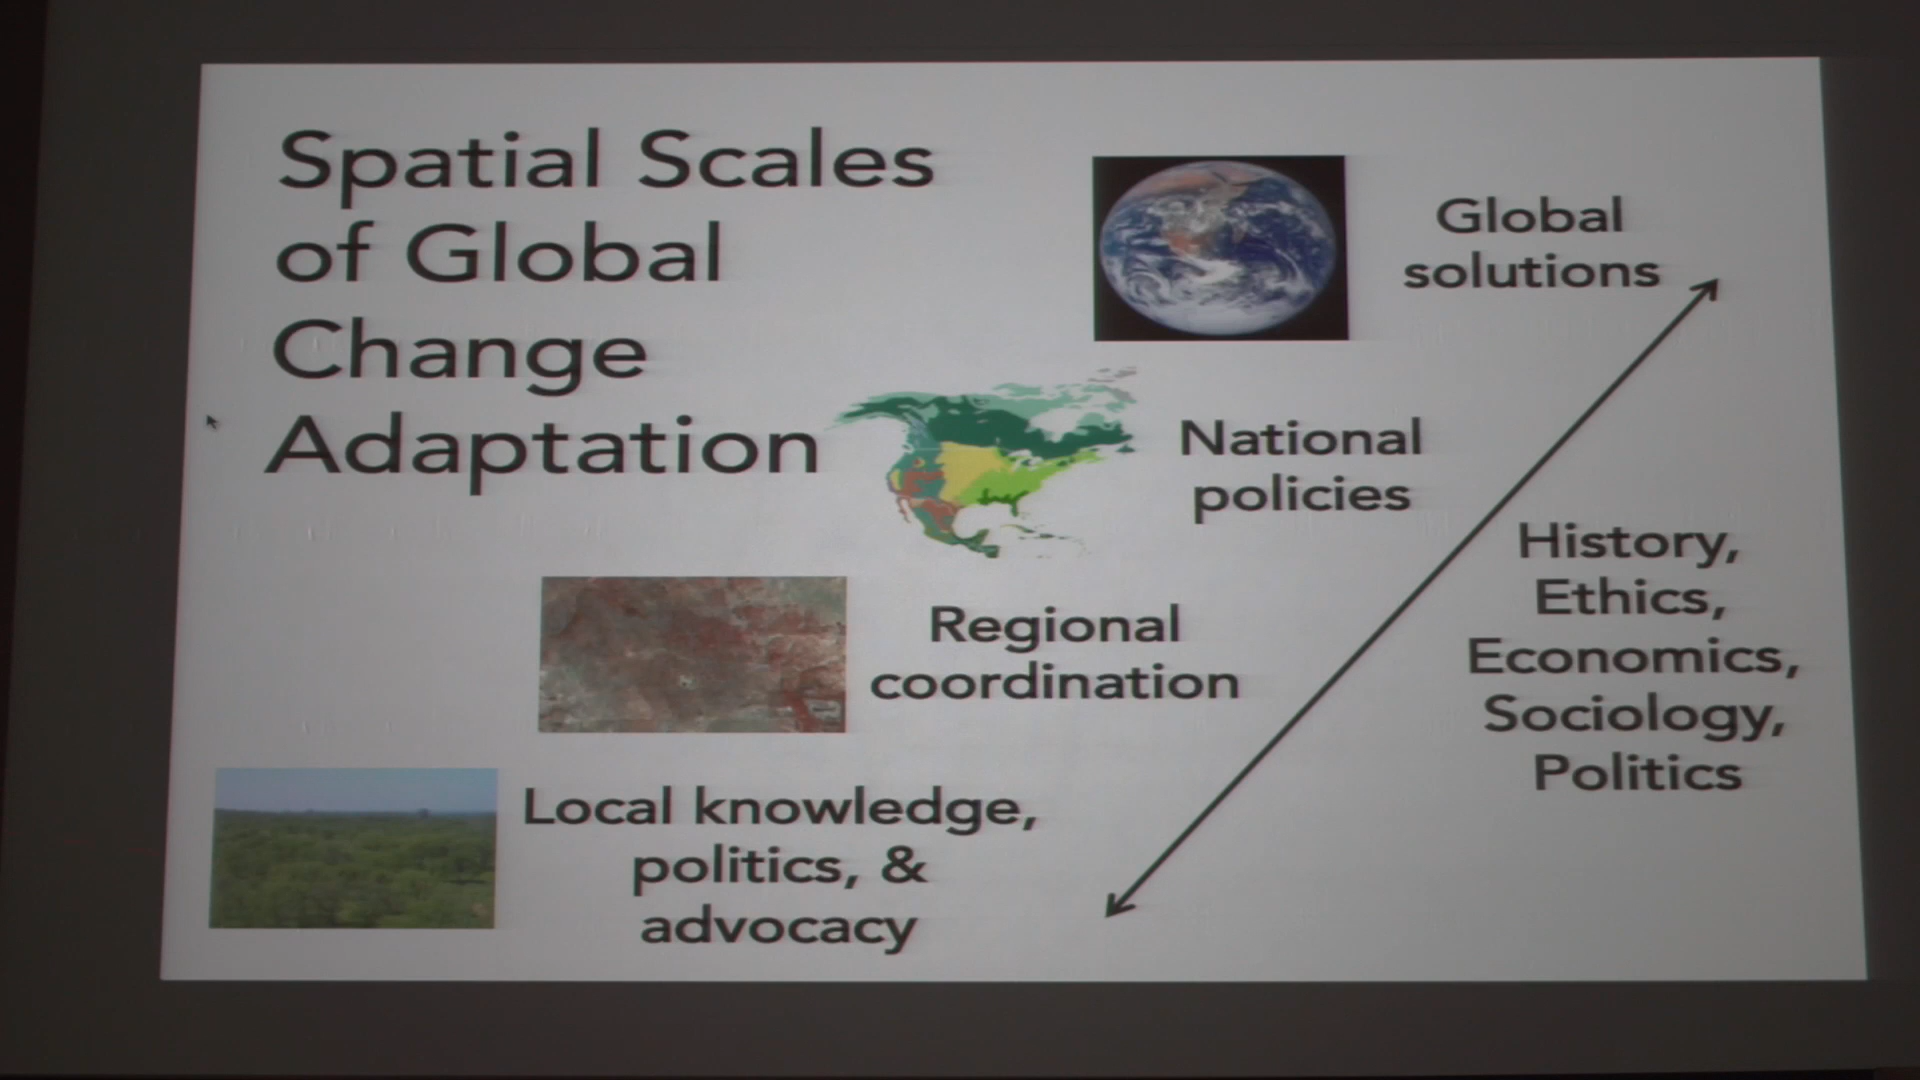 Spatial Scales
of Global
Change
Adaptation
Global
solutions
National
policies
History,
Ethics,
Economics,
Sociology,
Politics
Regional
coordination
Local knowledge,
politics, &
advocacy